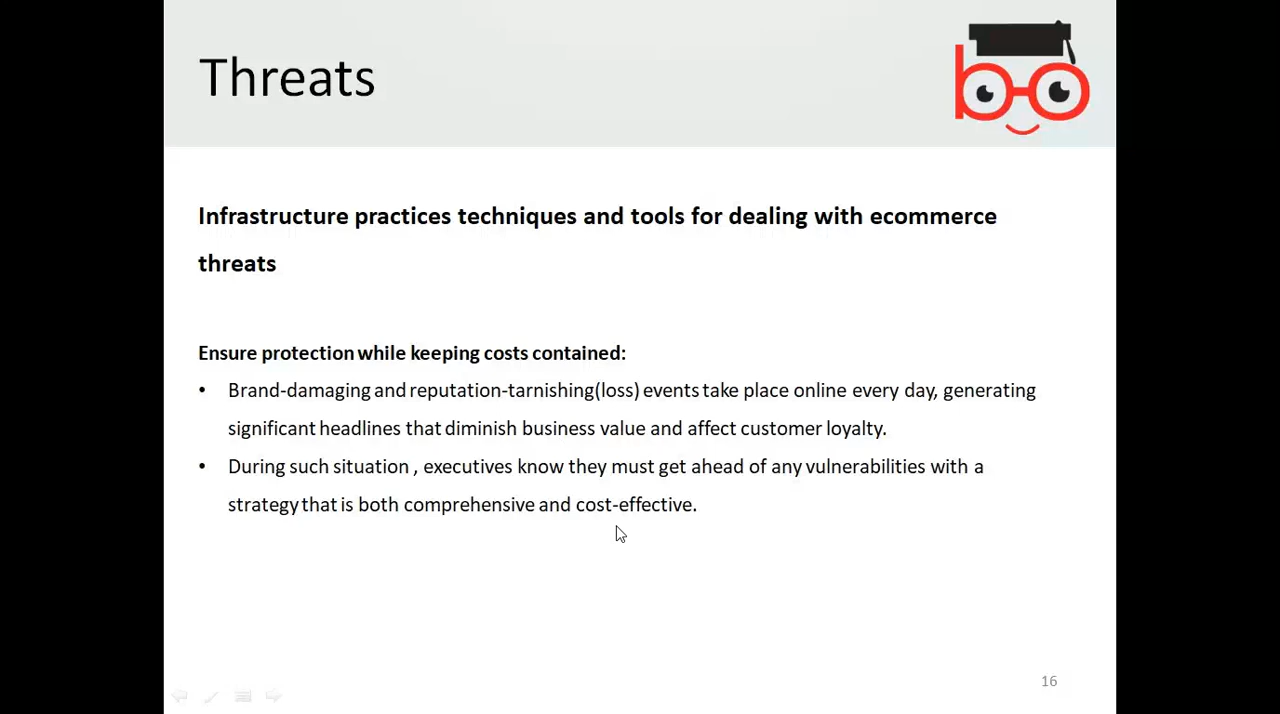 Threats
Infrastructure practices techniques and tools for dealing with ecommerce
threats
Ensure protection while keeping costs contained:
• Brand-damaging and reputation-tarnishing(loss) events take place online every day, generating
significant headlines that diminish business value and affect customer loyalty.
• During such situation , executives know they must get ahead of any vulnerabilities with a
strategy that is both comprehensive and cost-effective.
16